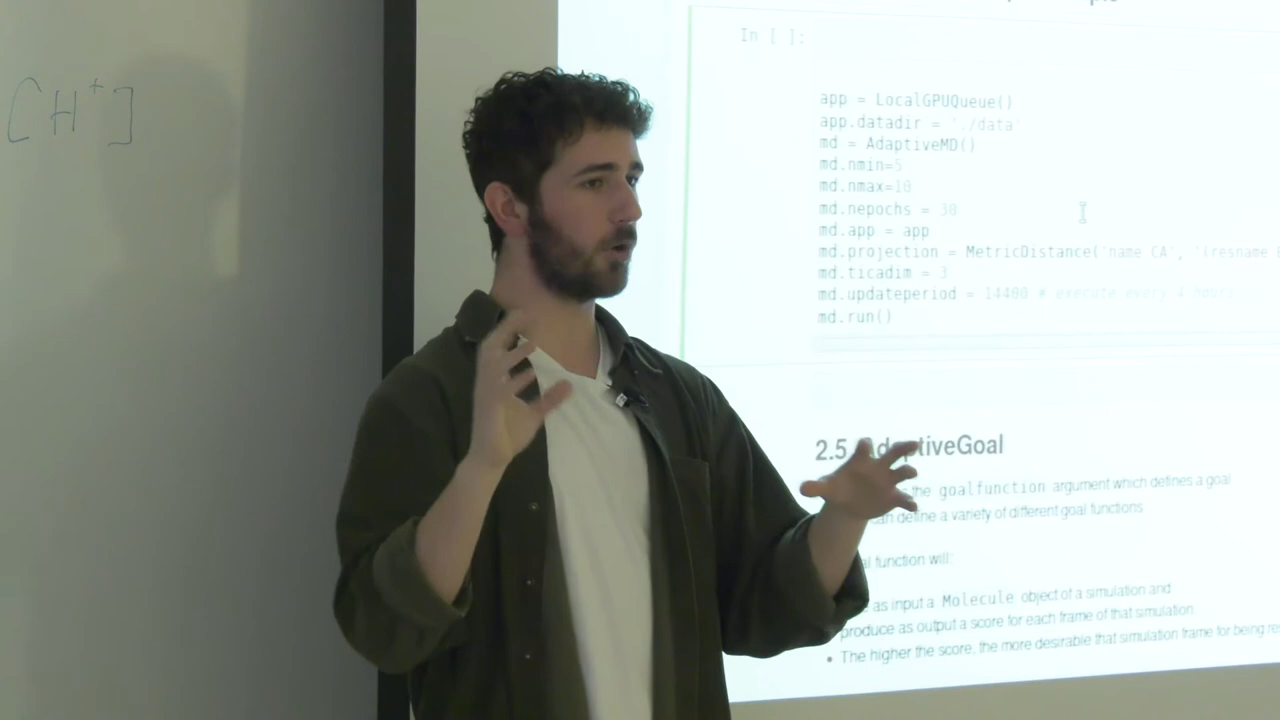 [H⁺]
In [ ]:
app = LocalGPUQueue()
app.datadir = './data'
md = AdaptiveMD()
md.nmin=5
md.nmax=10
md.nepochs = 30
md.app = app
md.projection = MetricDistance('name CA', '(resname
md.ticadim = 3
md.updateperiod = 14400 # execute every 4 hours
md.run()
2.5 AdaptiveGoal
the goalfunction argument which defines a goal
can define a variety of different goal functions
function will:
as input a Molecule object of a simulation and
produce as output a score for each frame of that simulation.
• The higher the score, the more desirable that simulation frame for being